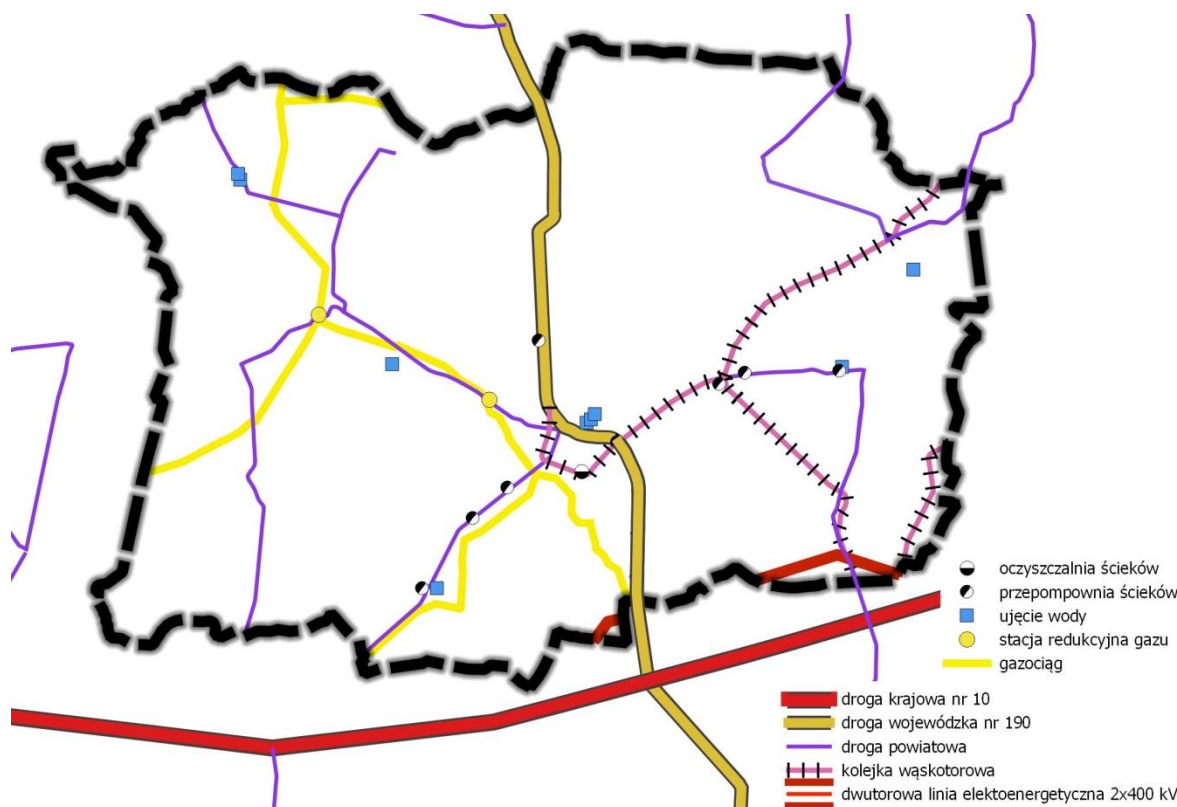 oczyszczalnia ścieków
przepompownia ścieków
ujęcie wody
stacja redukcyjna gazu
gazociąg
droga krajowa nr 10
droga wojewódzka nr 190
droga powiatowa
kolejka wąskotorowa
dwutorowa linia elektoenergetyczna 2x400 kV